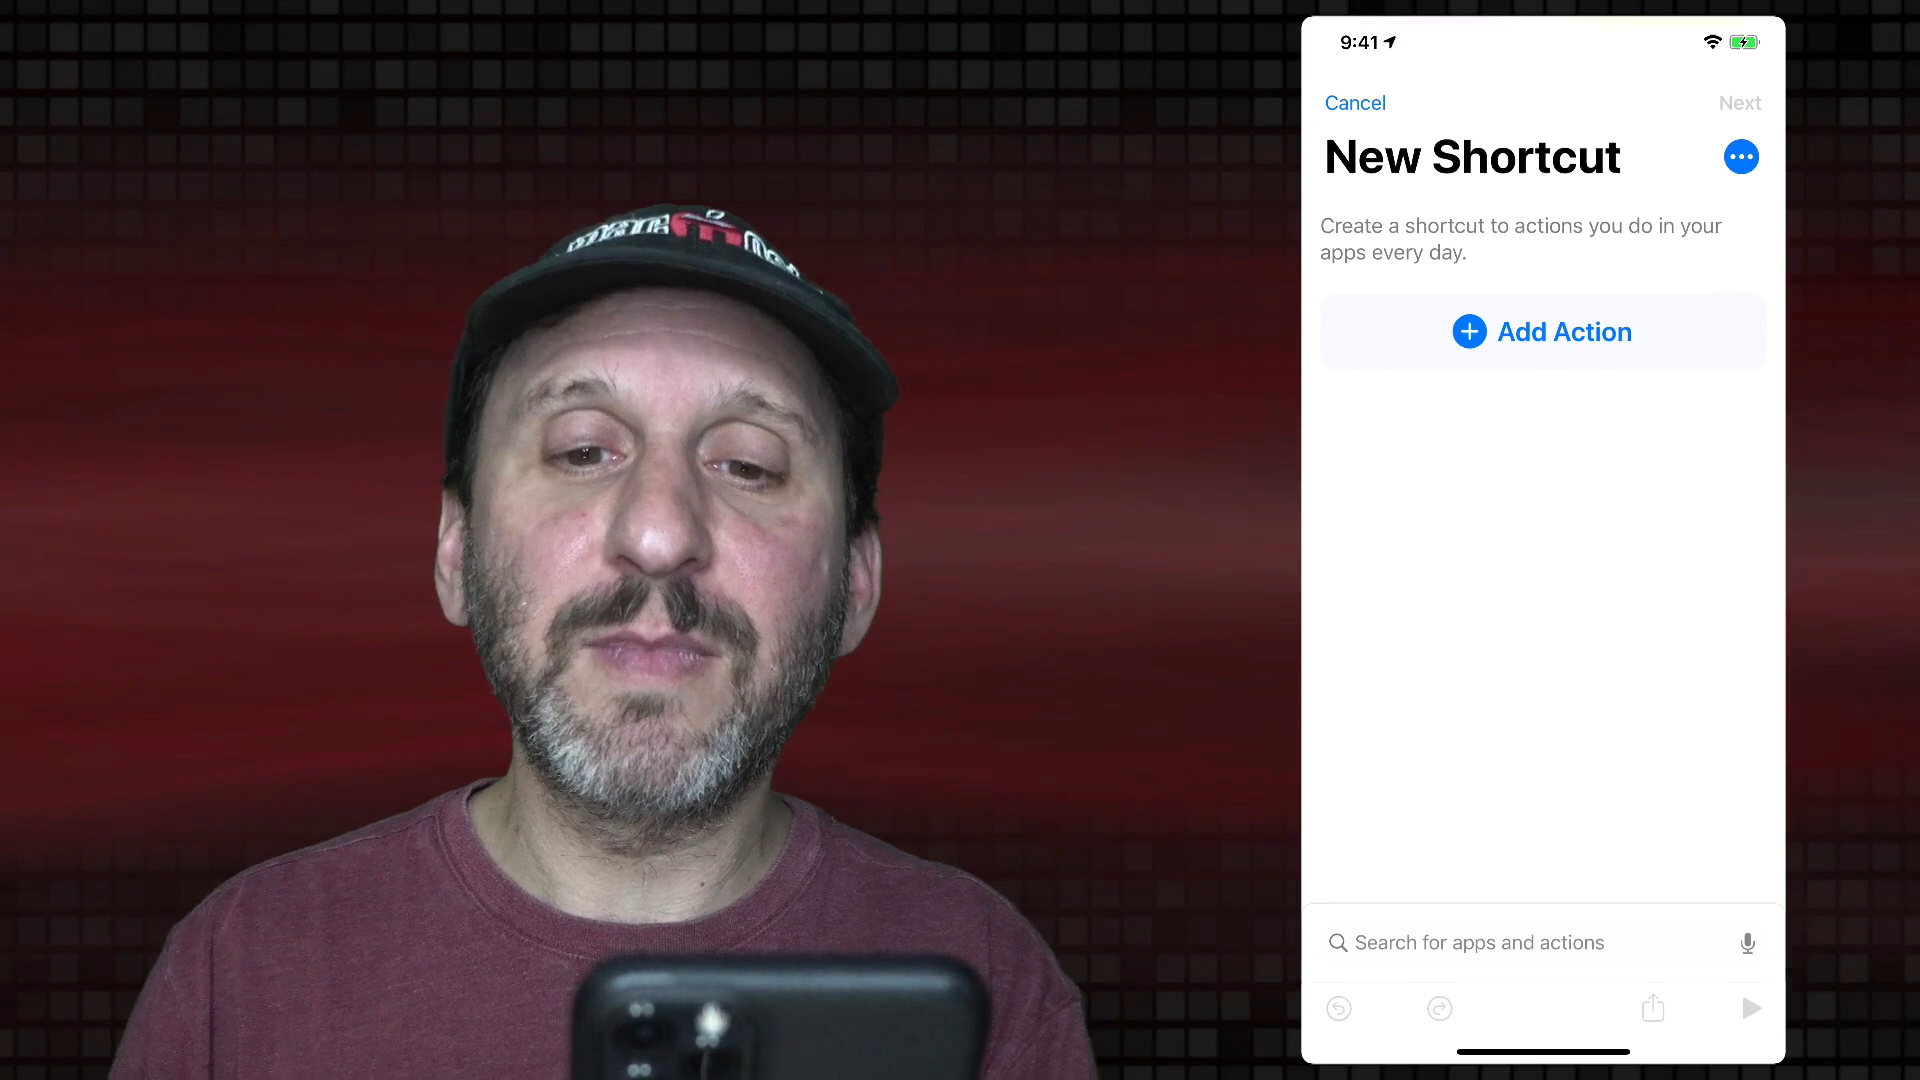 9:41
Cancel
Next
New Shortcut
Create a shortcut to actions you do in your
apps every day.
Add Action
Search for apps and actions